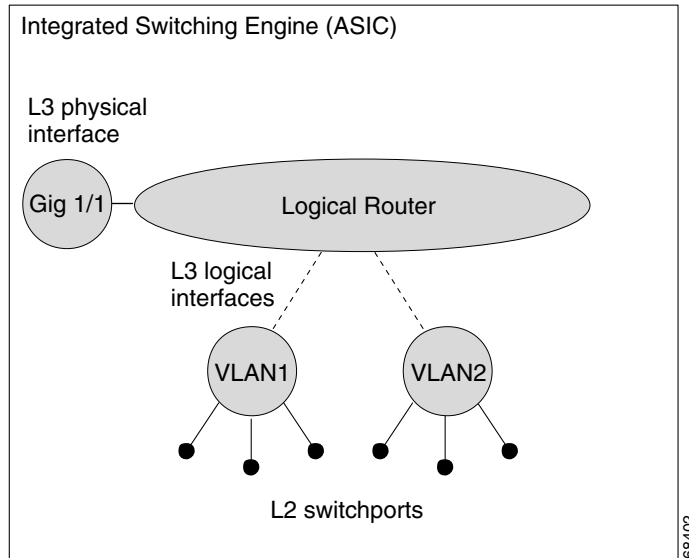 Integrated Switching Engine (ASIC)
L3 physical
interface
Gig 1/1
Logical Router
L3 logical
interfaces
VLAN1
VLAN2
L2 switchports
68402